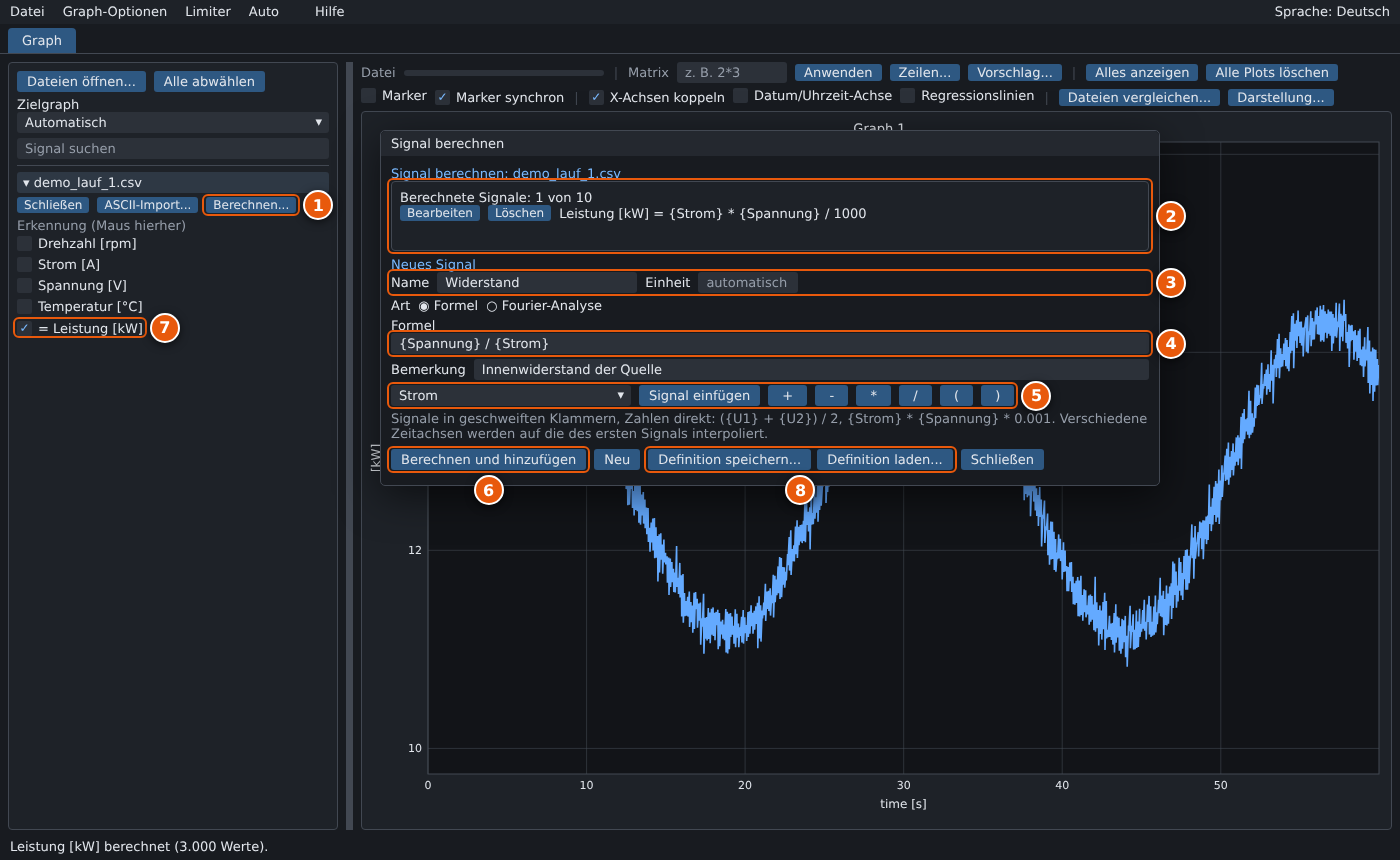 Datei Graph-Optionen Limiter Auto Hilfe Sprache: Deutsch
Graph
Dateien öffnen... Alle abwählen
Zielgraph
Automatisch
Signal suchen
demo_lauf_1.csv
Schließen ASCII-Import... Berechnen... 1
Erkennung (Maus hierher)
Drehzahl [rpm]
Strom [A]
Spannung [V]
Temperatur [°C]
= Leistung [kW] 7
Datei | Matrix z. B. 2*3 Anwenden Zeilen... Vorschlag... | Alles anzeigen Alle Plots löschen
Marker Marker synchron | X-Achsen koppeln Datum/Uhrzeit-Achse Regressionslinien | Dateien vergleichen... Darstellung...
Graph 1
Signal berechnen
Signal berechnen: demo_lauf_1.csv
Berechnete Signale: 1 von 10
Bearbeiten Löschen Leistung [kW] = {Strom} * {Spannung} / 1000
2
Neues Signal
Name Widerstand Einheit automatisch 3
Art Formel Fourier-Analyse
Formel
{Spannung} / {Strom} 4
Bemerkung Innenwiderstand der Quelle
Strom Signal einfügen + - * / ( ) 5
Signale in geschweiften Klammern, Zahlen direkt: ({U1} + {U2}) / 2, {Strom} * {Spannung} * 0.001. Verschiedene
Zeitachsen werden auf die des ersten Signals interpoliert.
Berechnen und hinzufügen Neu Definition speichern... Definition laden... Schließen
6 8
[kW]
12
10
0 10 20 30 40 50
time [s]
Leistung [kW] berechnet (3.000 Werte).